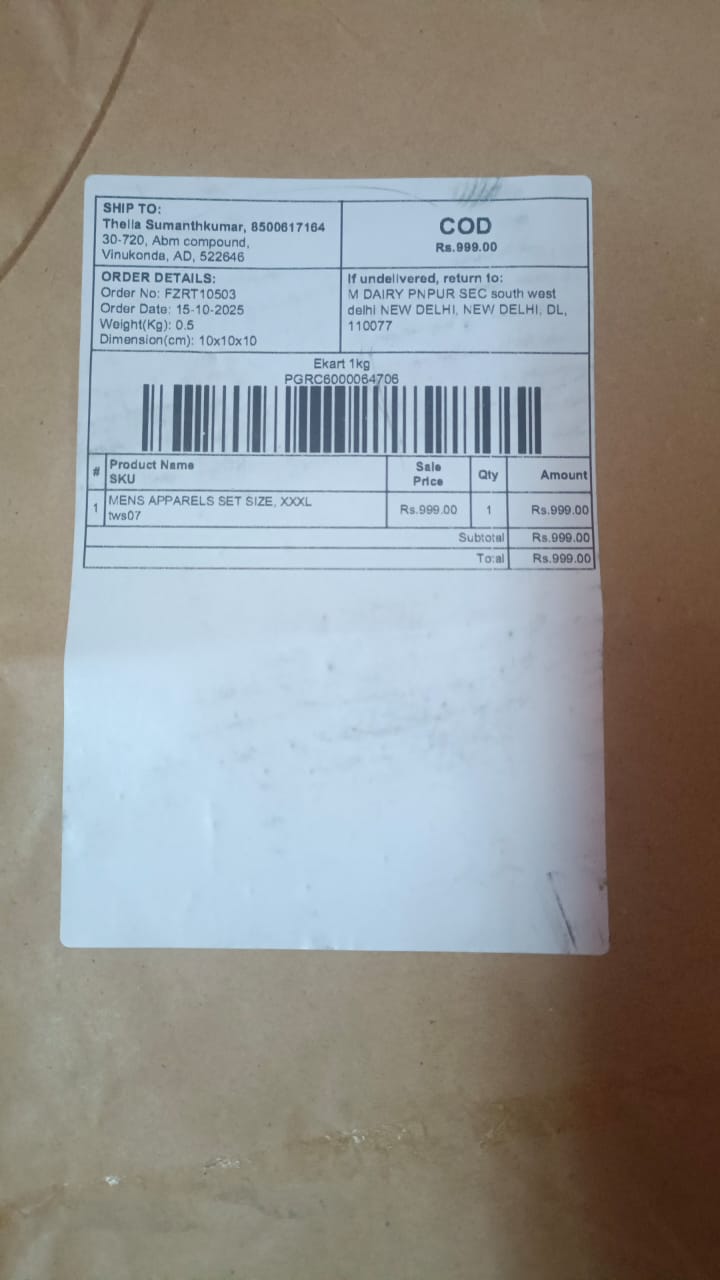 SHIP TO:
Thella Sumanthkumar, 8500617164
30-720, Abm compound,
Vinukonda, AD, 522646
COD
Rs.999.00
ORDER DETAILS:
Order No: FZRT10503
Order Date: 15-10-2025
Weight(Kg): 0.5
Dimension(cm): 10x10x10
If undelivered, return to:
M DAIRY PNPUR SEC south west
delhi NEW DELHI, NEW DELHI, DL,
110077
Ekart 1kg
PGRC6000064706
# Product Name SKU Sale Price Qty Amount
1 MENS APPARELS SET SIZE, XXXL Rs.999.00 1 Rs.999.00
tws07
Subtotal Rs.999.00
Total Rs.999.00